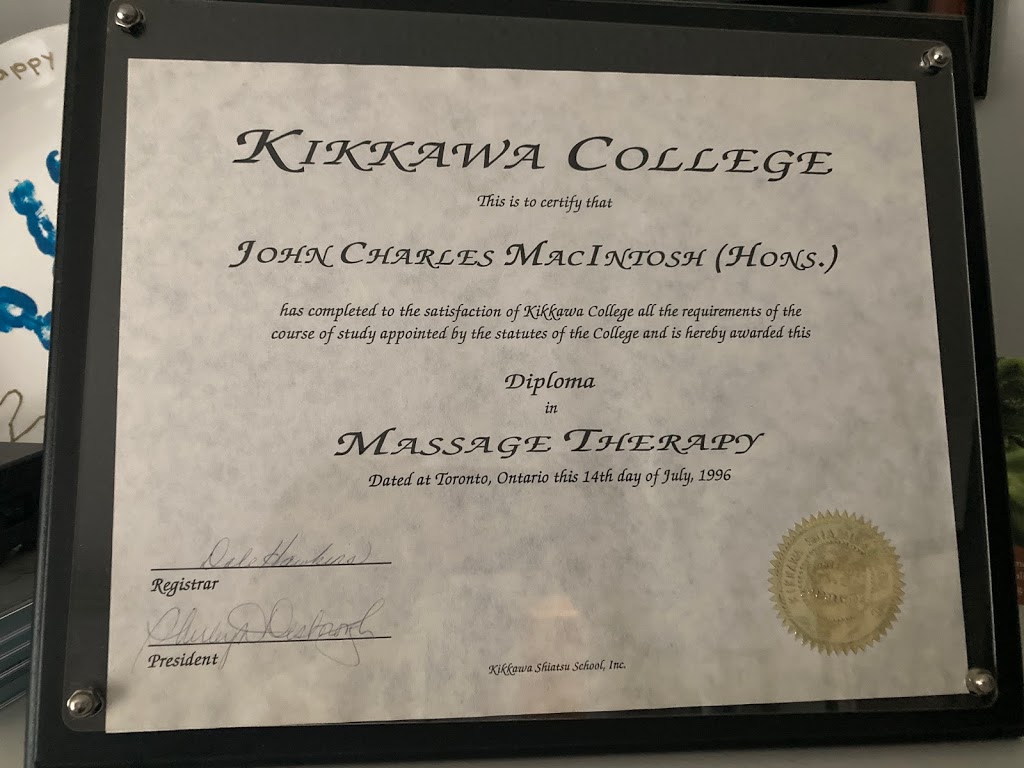 appy
KIKKAWA COLLEGE
This is to certify that
JOHN CHARLES MACINTOSH (HONS.)
has completed to the satisfaction of Kikkawa College all the requirements of the
course of study appointed by the statutes of the College and is hereby awarded this
Diploma
in
MASSAGE THERAPY
Dated at Toronto, Ontario this 14th day of July, 1996
Registrar
President
Kikkawa Shiatsu School, Inc.
KIKKAWA